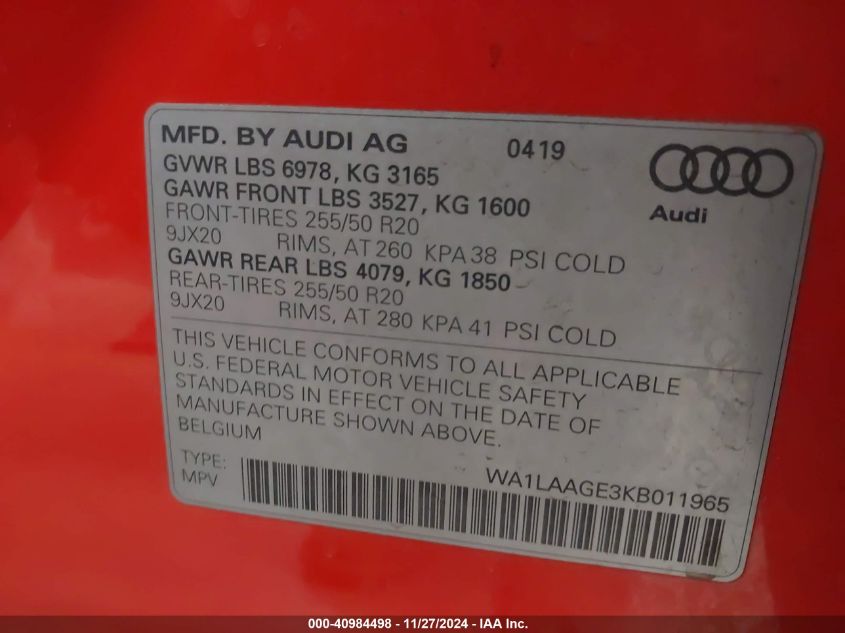 MFD. BY AUDI AG 0419
GVWR LBS 6978, KG 3165
GAWR FRONT LBS 3527, KG 1600
FRONT-TIRES 255/50 R20
9JX20 RIMS, AT 260 KPA 38 PSI COLD
GAWR REAR LBS 4079, KG 1850
REAR-TIRES 255/50 R20
9JX20 RIMS, AT 280 KPA 41 PSI COLD
Audi
THIS VEHICLE CONFORMS TO ALL APPLICABLE
U.S. FEDERAL MOTOR VEHICLE SAFETY
STANDARDS IN EFFECT ON THE DATE OF
MANUFACTURE SHOWN ABOVE.
BELGIUM
TYPE:
MPV
WA1LAAGE3KB011965
000-40984498 - 11/27/2024 - IAA Inc.